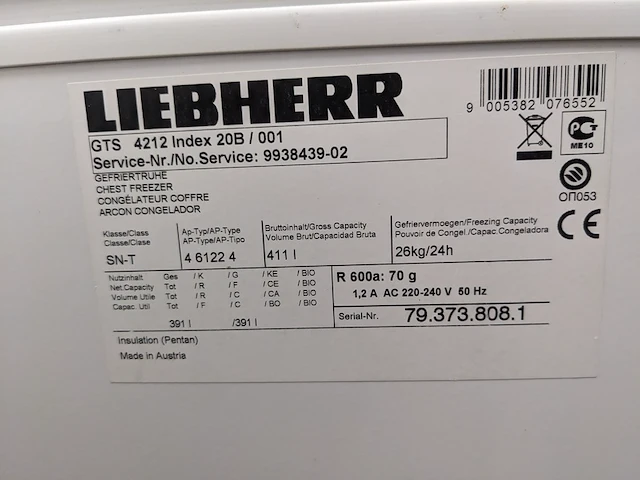 LIEBHERR
9 005382 076552
GTS 4212 Index 20B / 001
Service-Nr./No.Service: 9938439-02
ME10
GEFRIERTRUHE
CHEST FREEZER
CONGÉLATEUR COFFRE
ARCON CONGELADOR
ОП053
Klasse/Class
Classe/Clase
SN-T
Ap-Typ/AP-Type
AP-Type/AP-Tipo
4 6122 4
Bruttoinhalt/Gross Capacity
Volume Brut/Capacidad Bruta
411 l
Gefriervermoegen/Freezing Capacity
Pouvoir de Congel./Capac.Congeladora
26kg/24h
CE
Nutzinhalt Ges / K / G / KE / BIO
Net.Capacity Tot / R / F / CE / BIO
Volume Utile Tot / R / C / CA / BIO
Capac. Util Tot / F / C / BO / BIO
391 l /391 l
R 600a: 70 g
1,2 A AC 220-240 V 50 Hz
Serial-Nr. 79.373.808.1
Insulation (Pentan)
Made in Austria